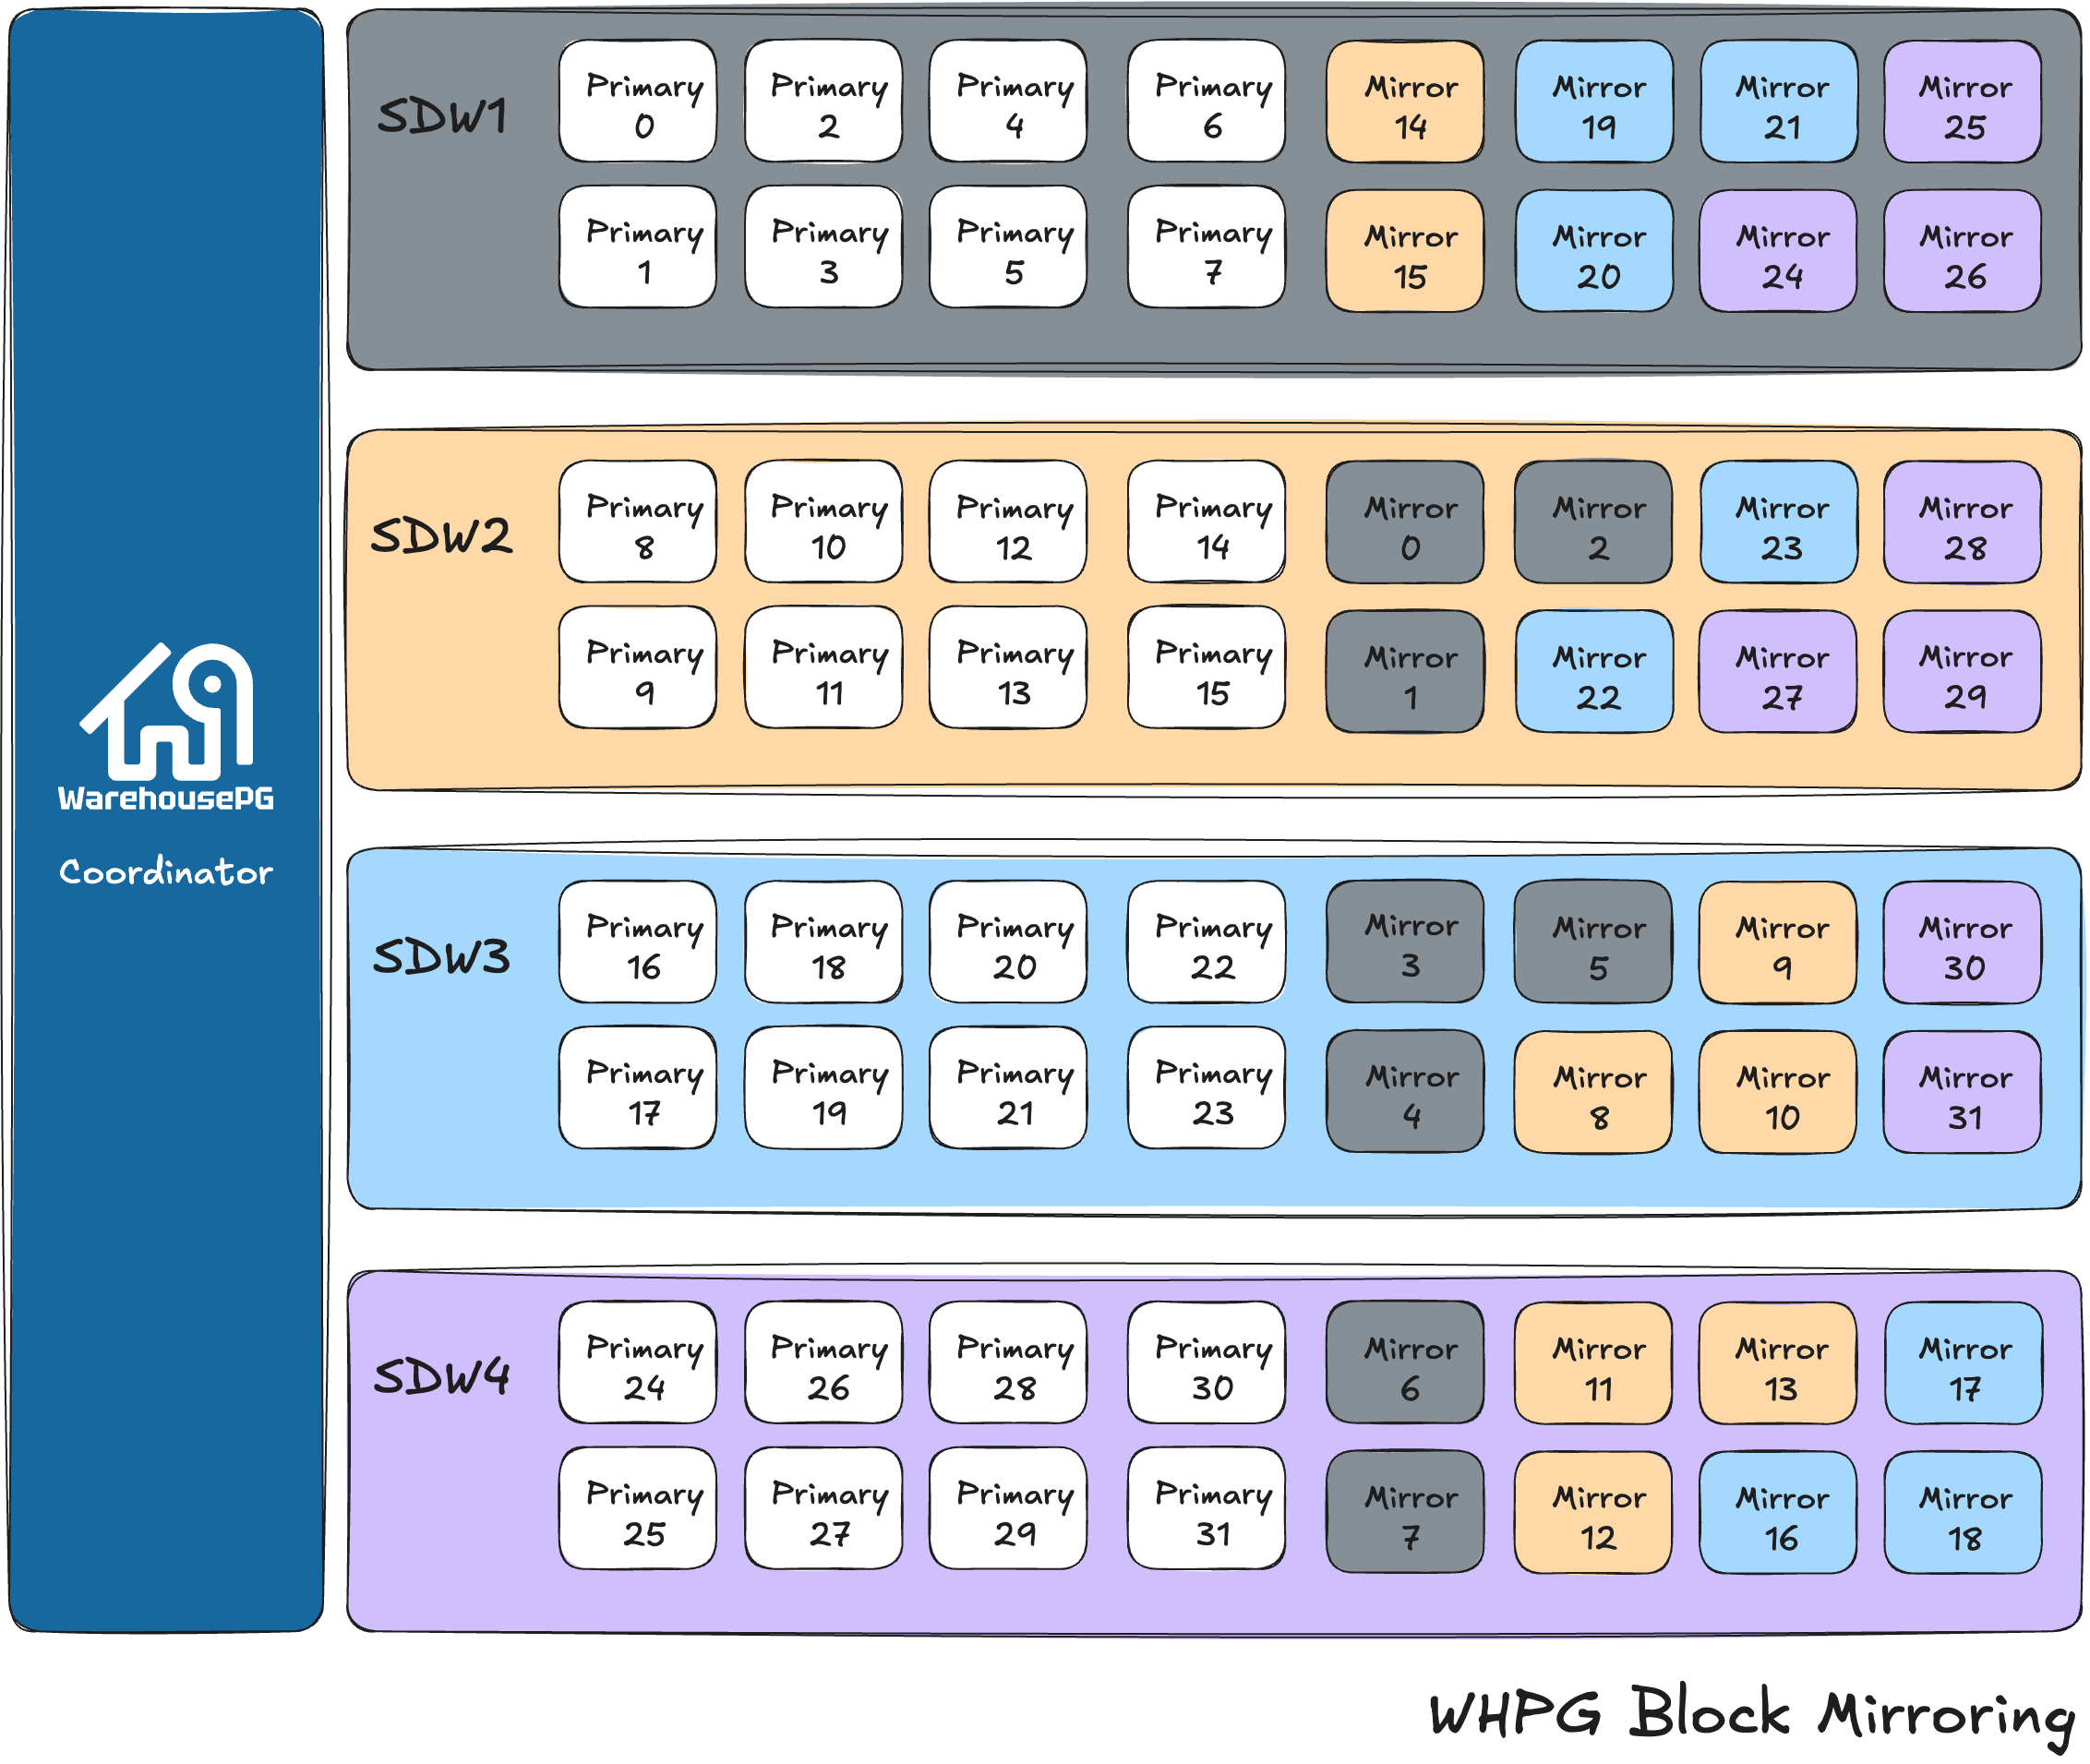 WarehousePG
Coordinator
SDW1
Primary 0
Primary 2
Primary 4
Primary 6
Mirror 14
Mirror 19
Mirror 21
Mirror 25
Primary 1
Primary 3
Primary 5
Primary 7
Mirror 15
Mirror 20
Mirror 24
Mirror 26
SDW2
Primary 8
Primary 10
Primary 12
Primary 14
Mirror 0
Mirror 2
Mirror 23
Mirror 28
Primary 9
Primary 11
Primary 13
Primary 15
Mirror 1
Mirror 22
Mirror 27
Mirror 29
SDW3
Primary 16
Primary 18
Primary 20
Primary 22
Mirror 3
Mirror 5
Mirror 9
Mirror 30
Primary 17
Primary 19
Primary 21
Primary 23
Mirror 4
Mirror 8
Mirror 10
Mirror 31
SDW4
Primary 24
Primary 26
Primary 28
Primary 30
Mirror 6
Mirror 11
Mirror 13
Mirror 17
Primary 25
Primary 27
Primary 29
Primary 31
Mirror 7
Mirror 12
Mirror 16
Mirror 18
WHPG Block Mirroring